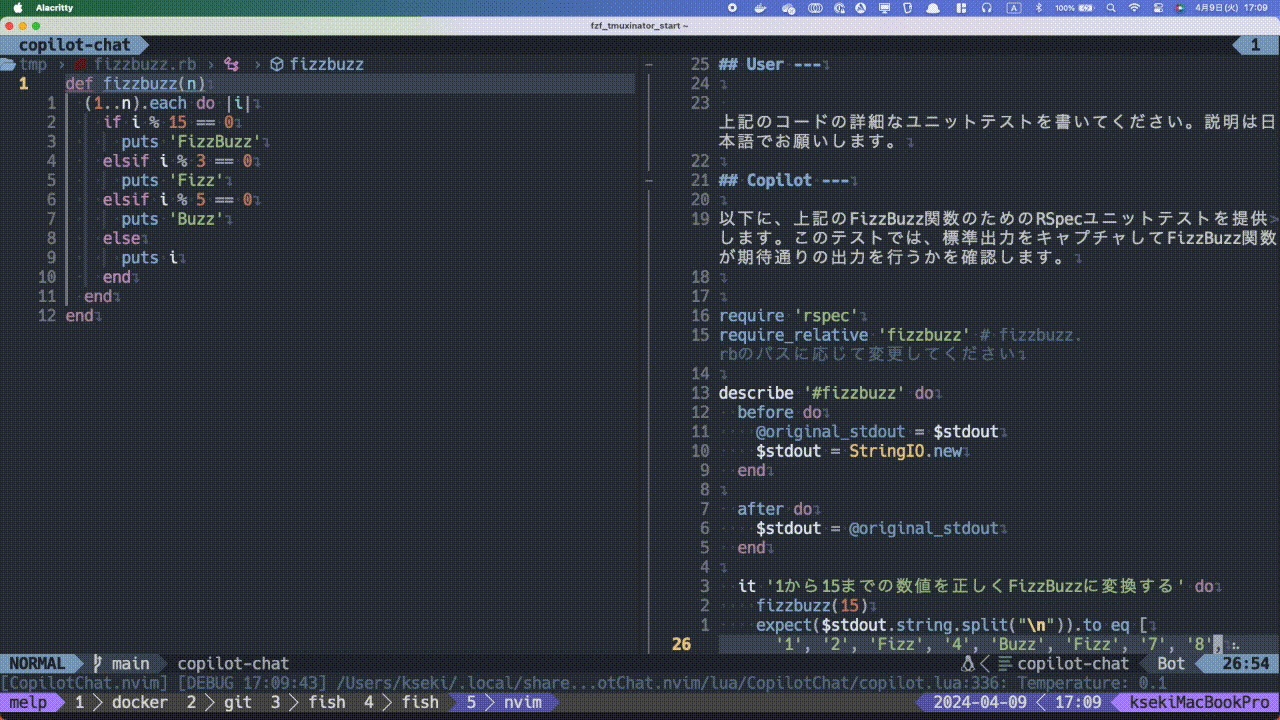 Alacritty
100%
A
4月9日(火) 17:09
fzf_tmuxinator_start ~
copilot-chat
1
tmp › fizzbuzz.rb › › fizzbuzz
1 def fizzbuzz(n)
1 (1..n).each do |i|
2 if i % 15 == 0
3 puts 'FizzBuzz'
4 elsif i % 3 == 0
5 puts 'Fizz'
6 elsif i % 5 == 0
7 puts 'Buzz'
8 else
9 puts i
10 end
11 end
12 end
25 ## User ---
24
23
上記のコードの詳細なユニットテストを書いてください。説明は日
本語でお願いします。
22
21 ## Copilot ---
20
19 以下に、上記のFizzBuzz関数のためのRSpecユニットテストを提供
します。このテストでは、標準出力をキャプチャしてFizzBuzz関数
が期待通りの出力を行うかを確認します。
18
17
16 require 'rspec'
15 require_relative 'fizzbuzz' # fizzbuzz.
rbのパスに応じて変更してください
14
13 describe '#fizzbuzz' do
12 before do
11 @original_stdout = $stdout
10 $stdout = StringIO.new
9 end
8
7 after do
6 $stdout = @original_stdout
5 end
4
3 it '1から15までの数値を正しくFizzBuzzに変換する' do
2 fizzbuzz(15)
1 expect($stdout.string.split("\n")).to eq [
26 '1', '2', 'Fizz', '4', 'Buzz', 'Fizz', '7', '8',
NORMAL main copilot-chat
copilot-chat Bot 26:54
[CopilotChat.nvim] [DEBUG 17:09:43] /Users/kseki/.local/share...otChat.nvim/lua/CopilotChat/copilot.lua:336: Temperature: 0.1
melp 1 docker 2 git 3 fish 4 fish 5 nvim
2024-04-09 17:09 ksekiMacBookPro